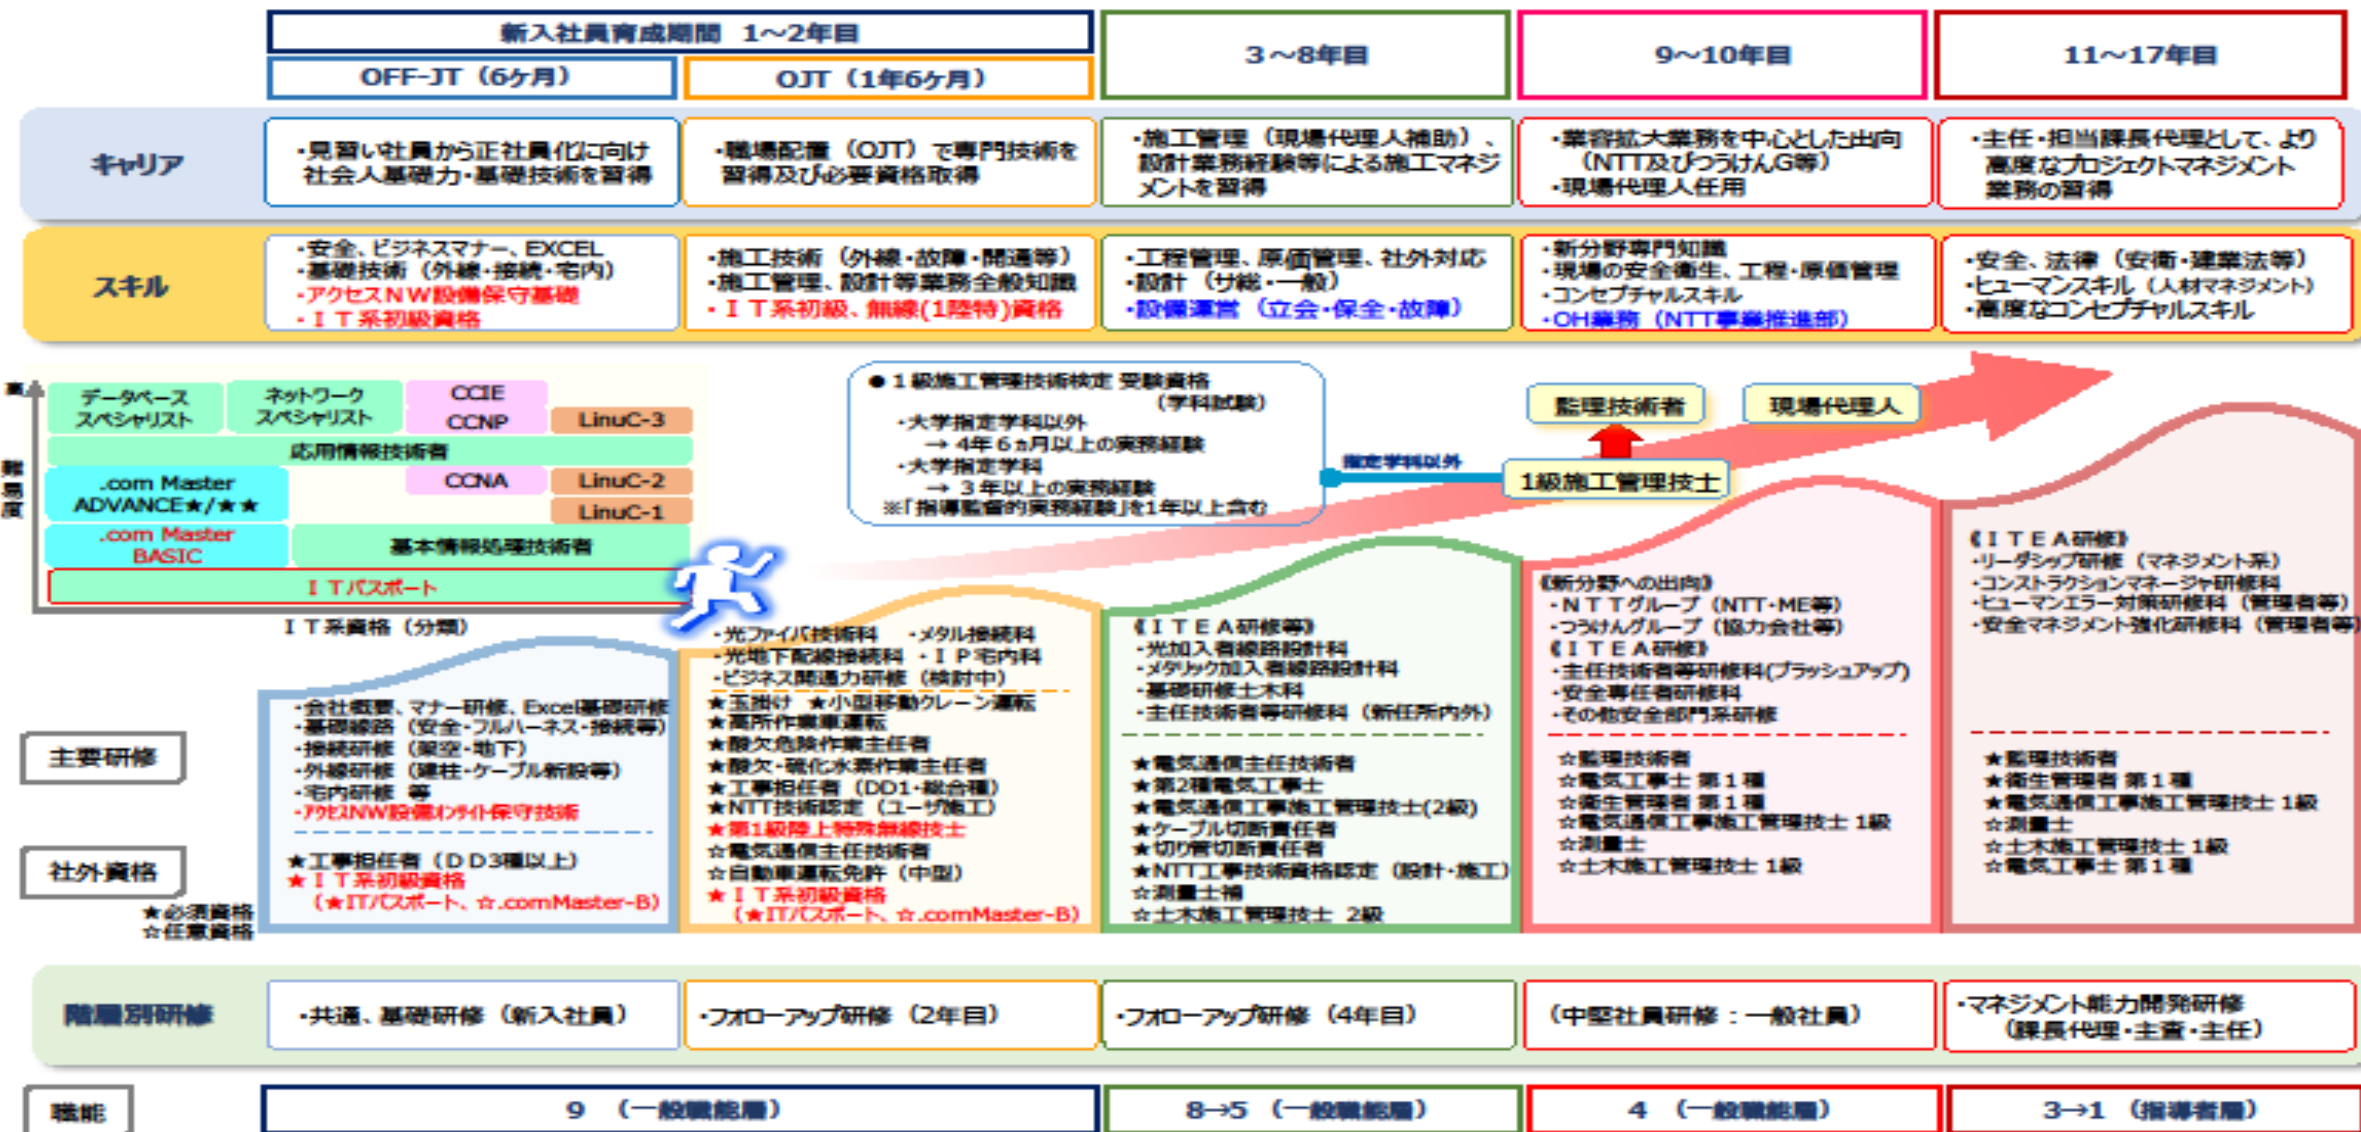 新入社員育成期間 1～2年目
OFF-JT（6ケ月）
OJT（1年6ケ月）
3～8年目
9～10年目
11～17年目
キャリア
・見習い社員から正社員化に向け
社会人基礎力・基礎技術を習得
・職場配置（OJT）で専門技術を
習得及び必要資格取得
・施工管理（現場代理人補助）、
設計業務経験等による施工マネジ
メントを習得
・業容拡大業務を中心とした出向
（NTT及びつうけんG等）
・現場代理人任用
・主任・担当課長代理として、より
高度なプロジェクトマネジメント
業務の習得
スキル
・安全、ビジネスマナー、EXCEL
・基礎技術（外線・接続・宅内）
・アクセスNW設備保守基礎
・IT系初級資格
・施工技術（外線・故障・開通等）
・施工管理、設計等業務全般知識
・IT系初級、無線(1陸特)資格
・工程管理、原価管理、社外対応
・設計（サ総・一般）
・設備運営（立会・保全・故障）
・新分野専門知識
・現場の安全衛生、工程・原価管理
・コンセプチャルスキル
・OH業務（NTT事業推進部）
・安全、法律（安衛・建業法等）
・ヒューマンスキル（人材マネジメント）
・高度なコンセプチャルスキル
高
難易度
データベース
スペシャリスト
ネットワーク
スペシャリスト
CCIE
CCNP
LinuC-3
応用情報技術者
.com Master
ADVANCE★/★★
CCNA
LinuC-2
LinuC-1
.com Master
BASIC
基本情報処理技術者
ITパスポート
IT系資格（分類）
●1級施工管理技術検定 受験資格
（学科試験）
・大学指定学科以外
→ 4年6ヵ月以上の実務経験
・大学指定学科
→ 3年以上の実務経験
※「指導監督的実務経験」を1年以上含む
指定学科以外
監理技術者
現場代理人
1級施工管理技士
主要研修
社外資格
★必須資格
☆任意資格
・会社概要、マナー研修、Excel基礎研修
・基礎線路（安全・フルハーネス・接続等）
・接続研修（架空・地下）
・外線研修（建柱・ケーブル新設等）
・宅内研修 等
・アクセスNW設備オンサイト保守技術
★工事担任者（DD3種以上）
★IT系初級資格
（★ITパスポート、☆.comMaster-B）
・光ファイバ技術科 ・メタル接続科
・光地下配線接続科 ・IP宅内科
・ビジネス開通力研修（検討中）
★玉掛け ★小型移動クレーン運転
★高所作業車運転
★酸欠危険作業主任者
★酸欠・硫化水素作業主任者
★工事担任者（DD1・総合種）
★NTT技術認定（ユーザ施工）
★第1級陸上特殊無線技士
☆電気通信主任技術者
☆自動車運転免許（中型）
★IT系初級資格
（★ITパスポート、☆.comMaster-B）
《ITEA研修等》
・光加入者線路設計科
・メタリック加入者線路設計科
・基礎研修土木科
・主任技術者等研修科（新任所内外）
★電気通信主任技術者
★第2種電気工事士
★電気通信工事施工管理技士(2級)
★ケーブル切断責任者
★切り管切断責任者
★NTT工事技術資格認定（設計・施工）
☆測量士補
☆土木施工管理技士 2級
《新分野への出向》
・NTTグループ（NTT-ME等）
・つうけんグループ（協力会社等）
《ITEA研修》
・主任技術者等研修科(ブラッシュアップ)
・安全専任者研修科
・その他安全部門系研修
☆監理技術者
☆電気工事士 第1種
☆衛生管理者 第1種
☆電気通信工事施工管理技士 1級
☆測量士
☆土木施工管理技士 1級
《ITEA研修》
・リーダシップ研修（マネジメント系）
・コンストラクションマネージャ研修科
・ヒューマンエラー対策研修科（管理者等）
・安全マネジメント強化研修科（管理者等）
★監理技術者
★衛生管理者 第1種
★電気通信工事施工管理技士 1級
☆測量士
☆土木施工管理技士 1級
☆電気工事士 第1種
階層別研修
・共通、基礎研修（新入社員）
・フォローアップ研修（2年目）
・フォローアップ研修（4年目）
（中堅社員研修：一般社員）
・マネジメント能力開発研修
（課長代理・主査・主任）
職能
9 （一般職能層）
8→5 （一般職能層）
4 （一般職能層）
3→1 （指導者層）